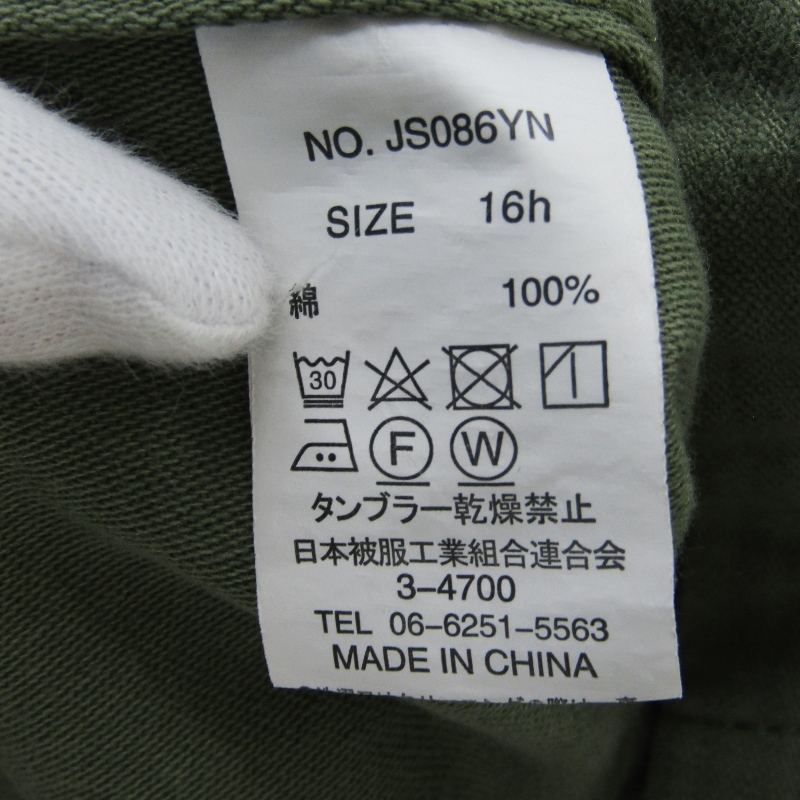 NO. JS086YN
SIZE 16h
綿 100%
30
F W
タンブラー乾燥禁止
日本被服工業組合連合会
3-4700
TEL 06-6251-5563
MADE IN CHINA